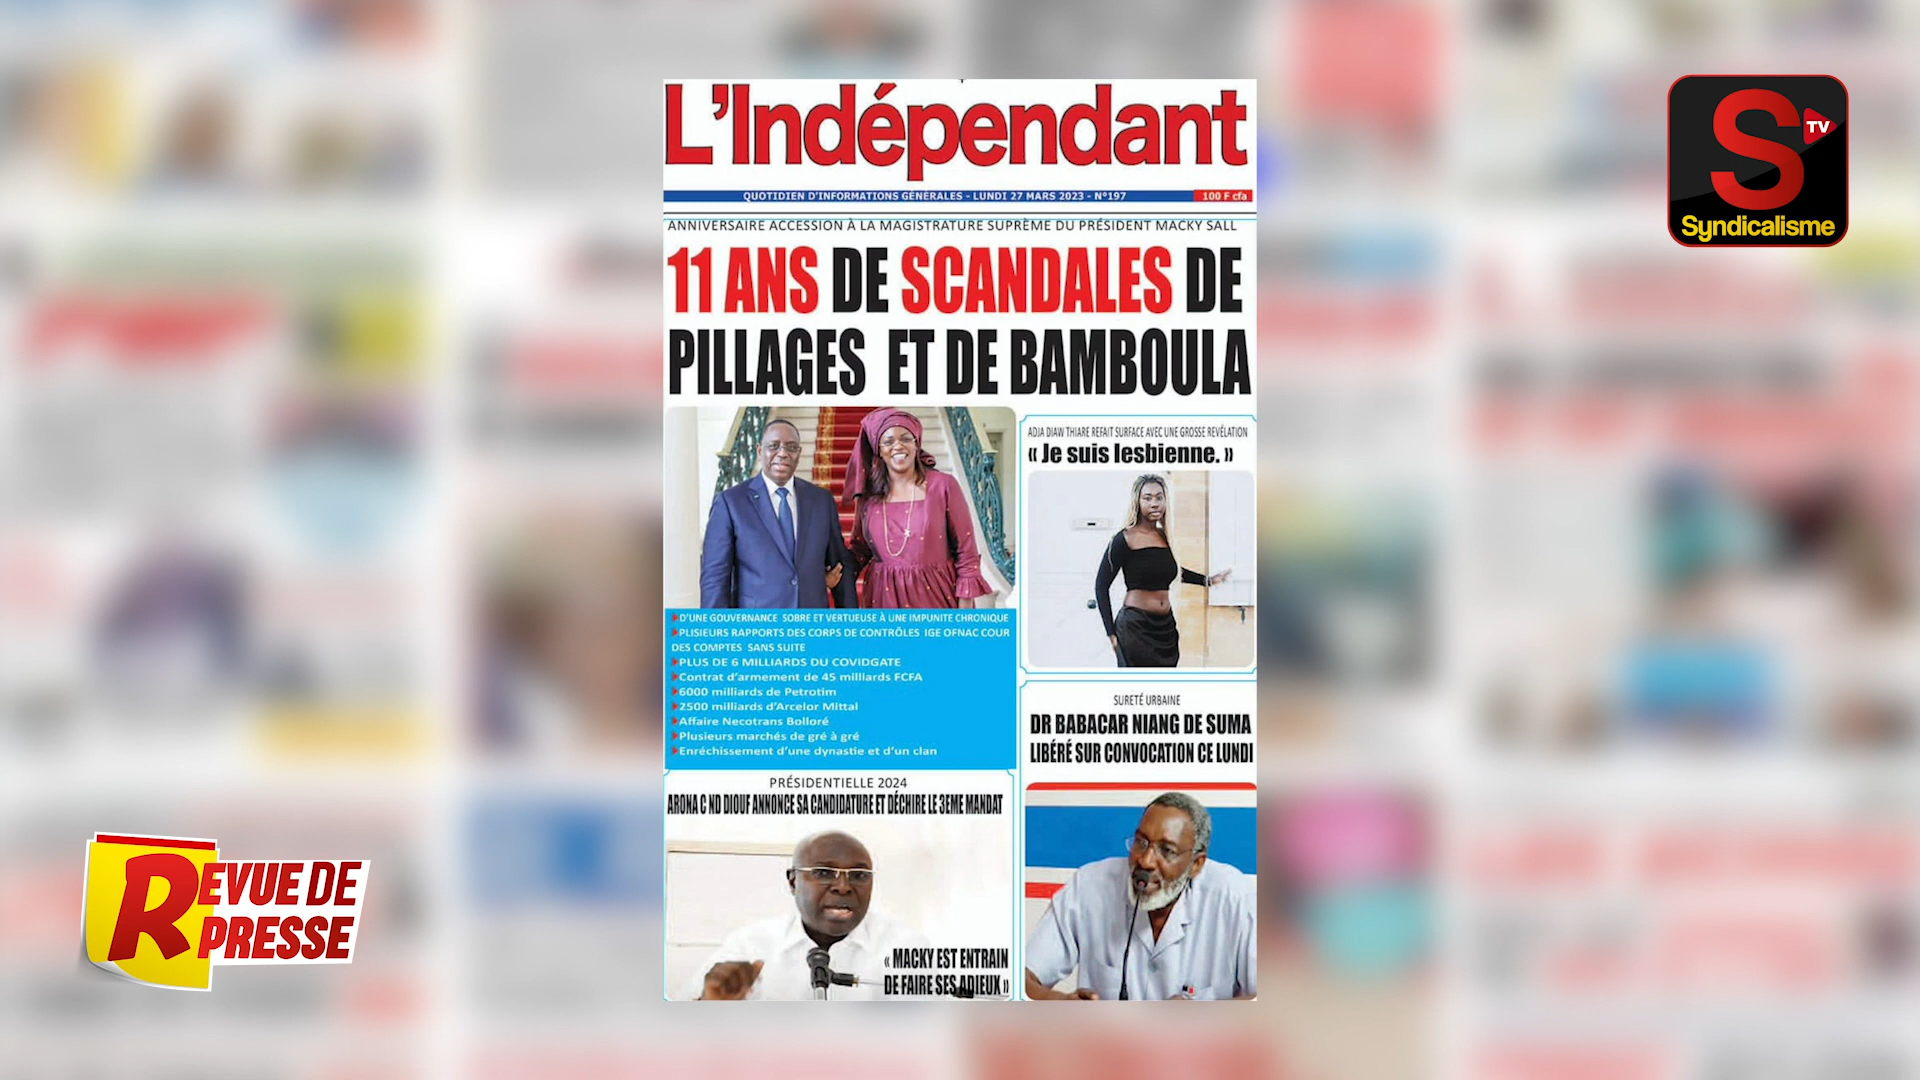 L'Indépendant
QUOTIDIEN D'INFORMATIONS GÉNÉRALES - LUNDI 27 MARS 2023 - N°197
100 F cfa
ANNIVERSAIRE ACCESSION À LA MAGISTRATURE SUPRÈME DU PRÉSIDENT MACKY SALL
11 ANS DE SCANDALES DE
PILLAGES ET DE BAMBOULA
D'UNE GOUVERNANCE SOBRE ET VERTUEUSE À UNE IMPUNITE CHRONIQUE
PLISIEURS RAPPORTS DES CORPS DE CONTRÔLES IGE OFNAC COUR
DES COMPTES SANS SUITE
PLUS DE 6 MILLIARDS DU COVIDGATE
Contrat d'armement de 45 milliards FCFA
6000 milliards de Petrotim
2500 milliards d'Arcelor Mittal
Affaire Necotrans Bolloré
Plusieurs marchés de gré à gré
Enréchissement d'une dynastie et d'un clan
ADJA DIAW THIARE REFAIT SURFACE AVEC UNE GROSSE REVÉLATION
« Je suis lesbienne. »
SURETÉ URBAINE
DR BABACAR NIANG DE SUMA
LIBÉRÉ SUR CONVOCATION CE LUNDI
PRÉSIDENTIELLE 2024
ARONA C ND DIOUF ANNONCE SA CANDIDATURE ET DÉCHIRE LE 3EME MANDAT
« MACKY EST ENTRAIN
DE FAIRE SES ADIEUX »
S TV
Syndicalisme
REVUE DE
PRESSE